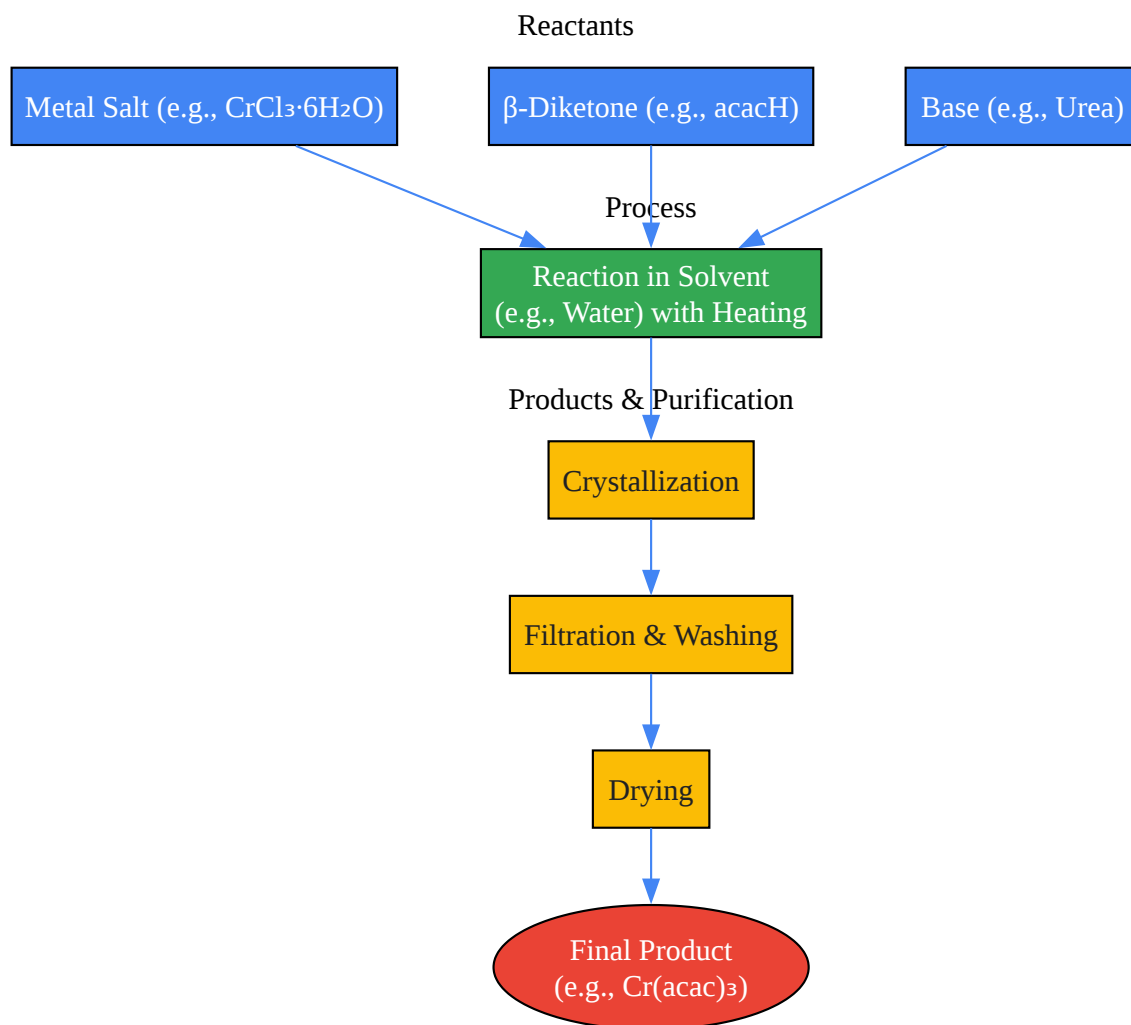 Reactants
Metal Salt (e.g., CrCl₃·6H₂O)
β-Diketone (e.g., acacH)
Base (e.g., Urea)
Process
Reaction in Solvent
(e.g., Water) with Heating
Products & Purification
Crystallization
Filtration & Washing
Drying
Final Product
(e.g., Cr(acac)₃)